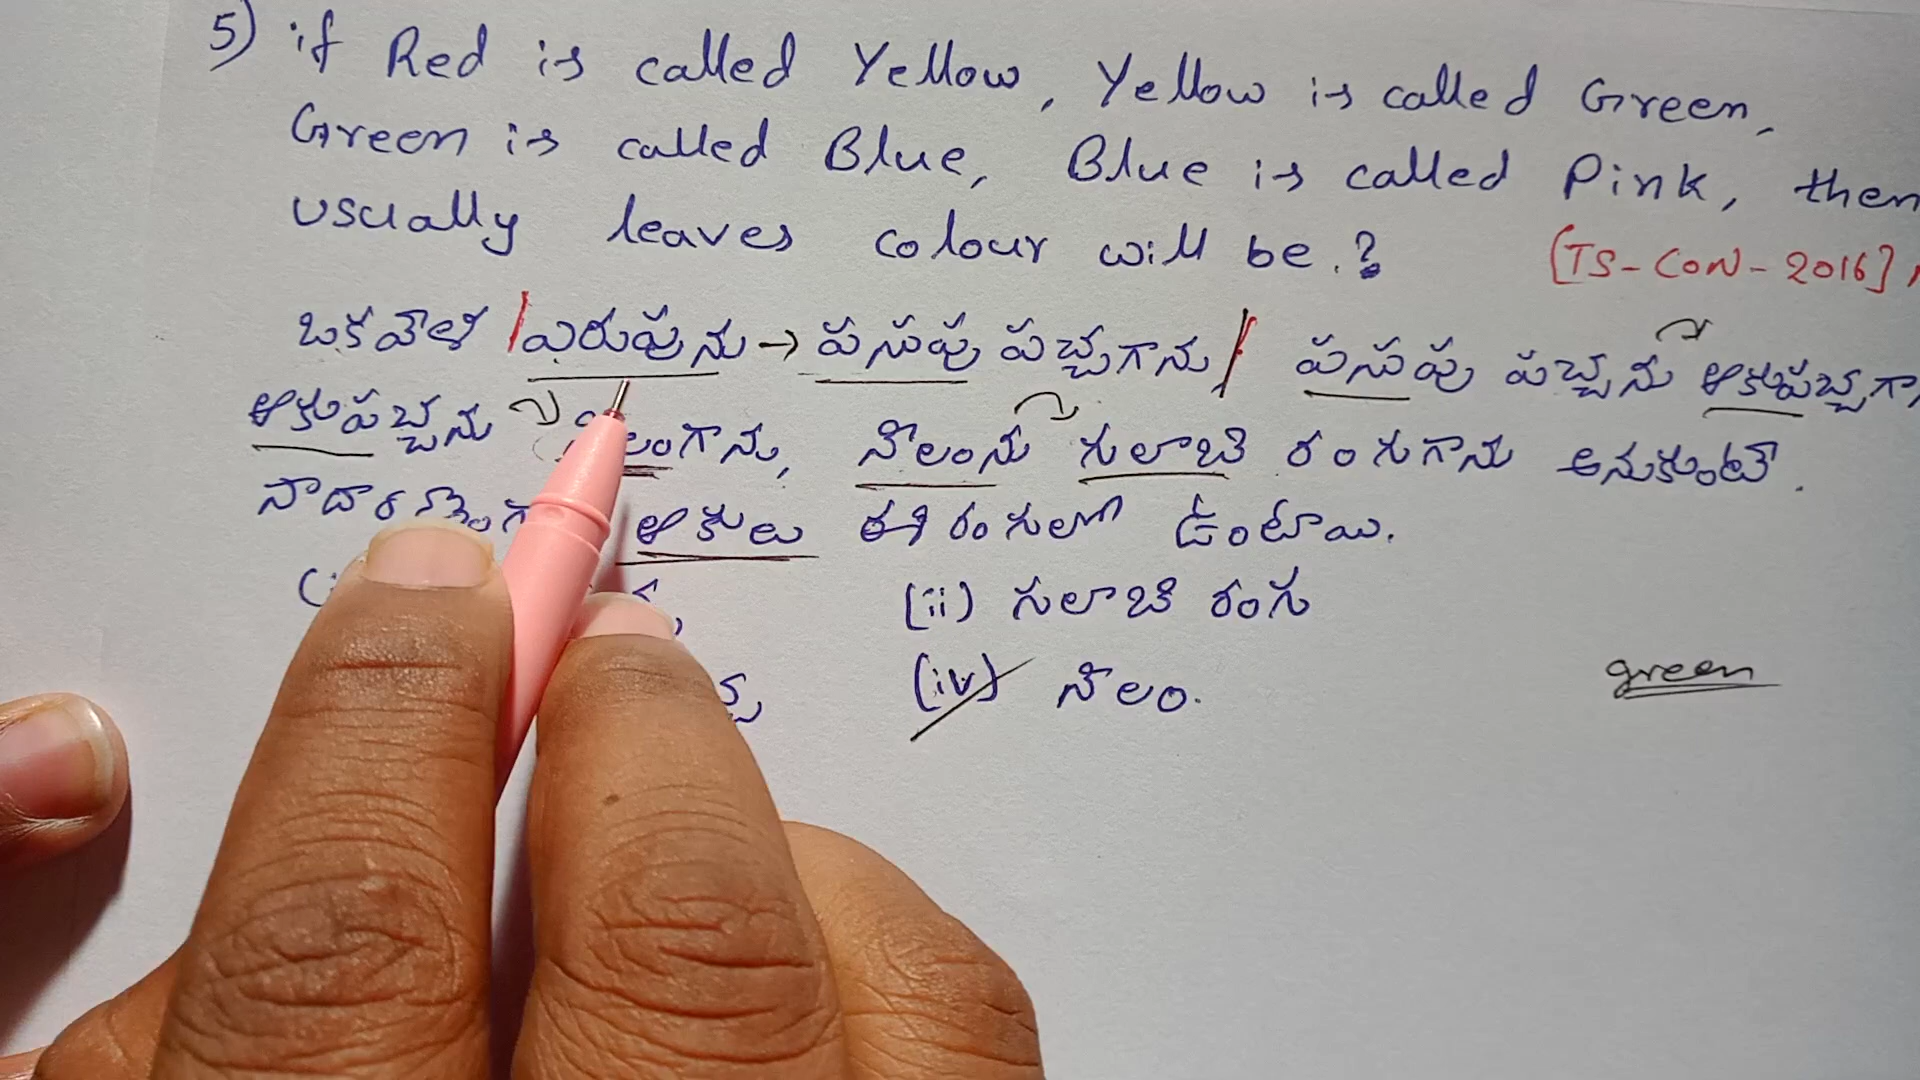 5) if Red is called Yellow, Yellow is called Green,
Green is called Blue, Blue is called Pink, then
usually leaves colour will be.?
[TS-CON-2016]
ఒకవేళ ఎరుపును → పసుపు పచ్చగాను, పసుపు పచ్చను ఆకుపచ్చగా
ఆకుపచ్చను నీలంగాను, నీలంను గులాబి రంగుగాను అనుకుంటే.
ఆకులు ఈ రంగులో ఉంటాయి.
(ii) గులాబి రంగు
(iv) నీలం.
green